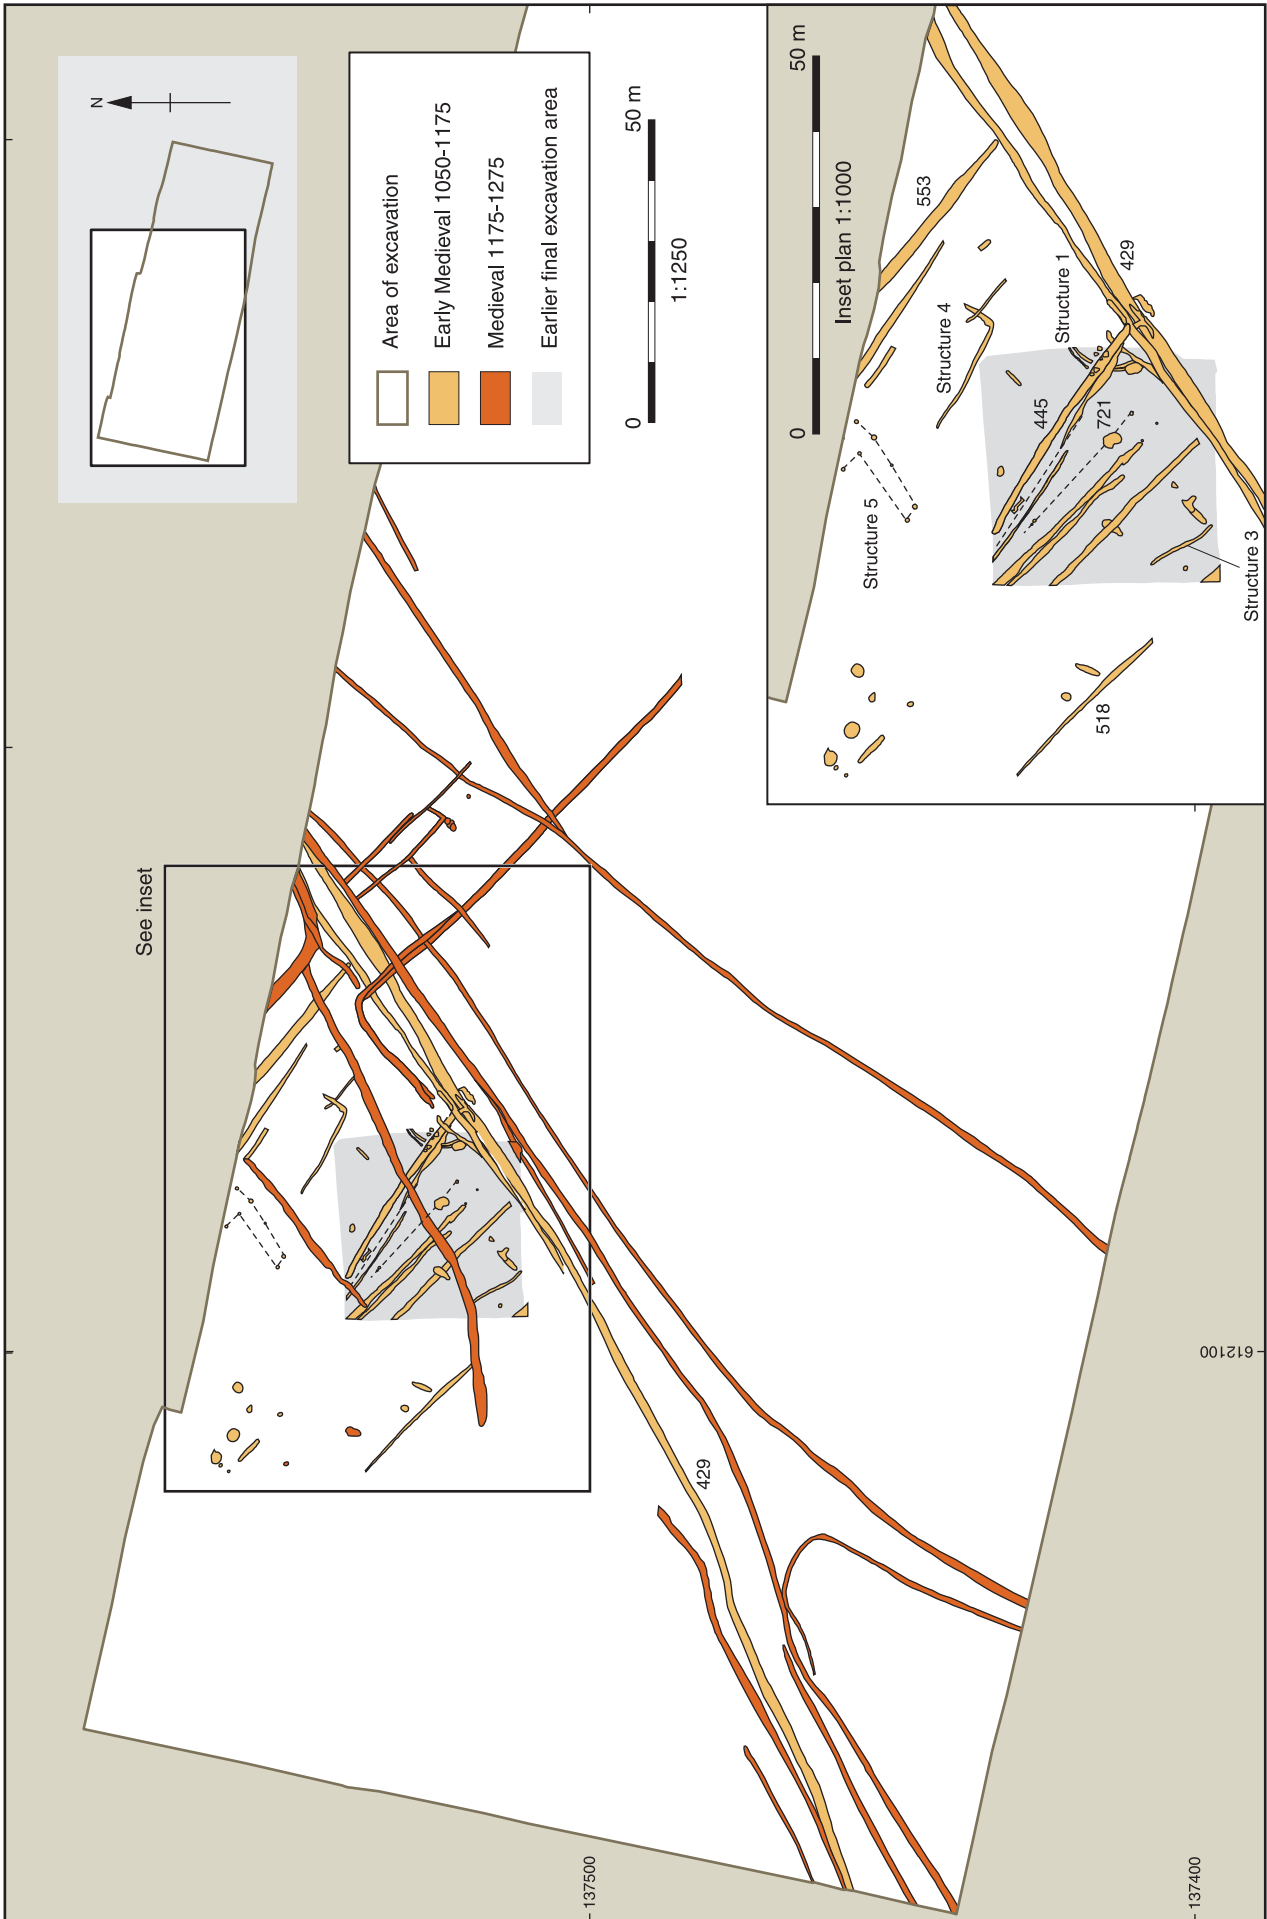 N
Area of excavation
Early Medieval 1050-1175
Medieval 1175-1275
Earlier final excavation area
0
50 m
1:1250
See inset
429
0
50 m
Inset plan 1:1000
553
Structure 4
Structure 1
429
Structure 5
445
721
Structure 3
518
137500
137400
612100